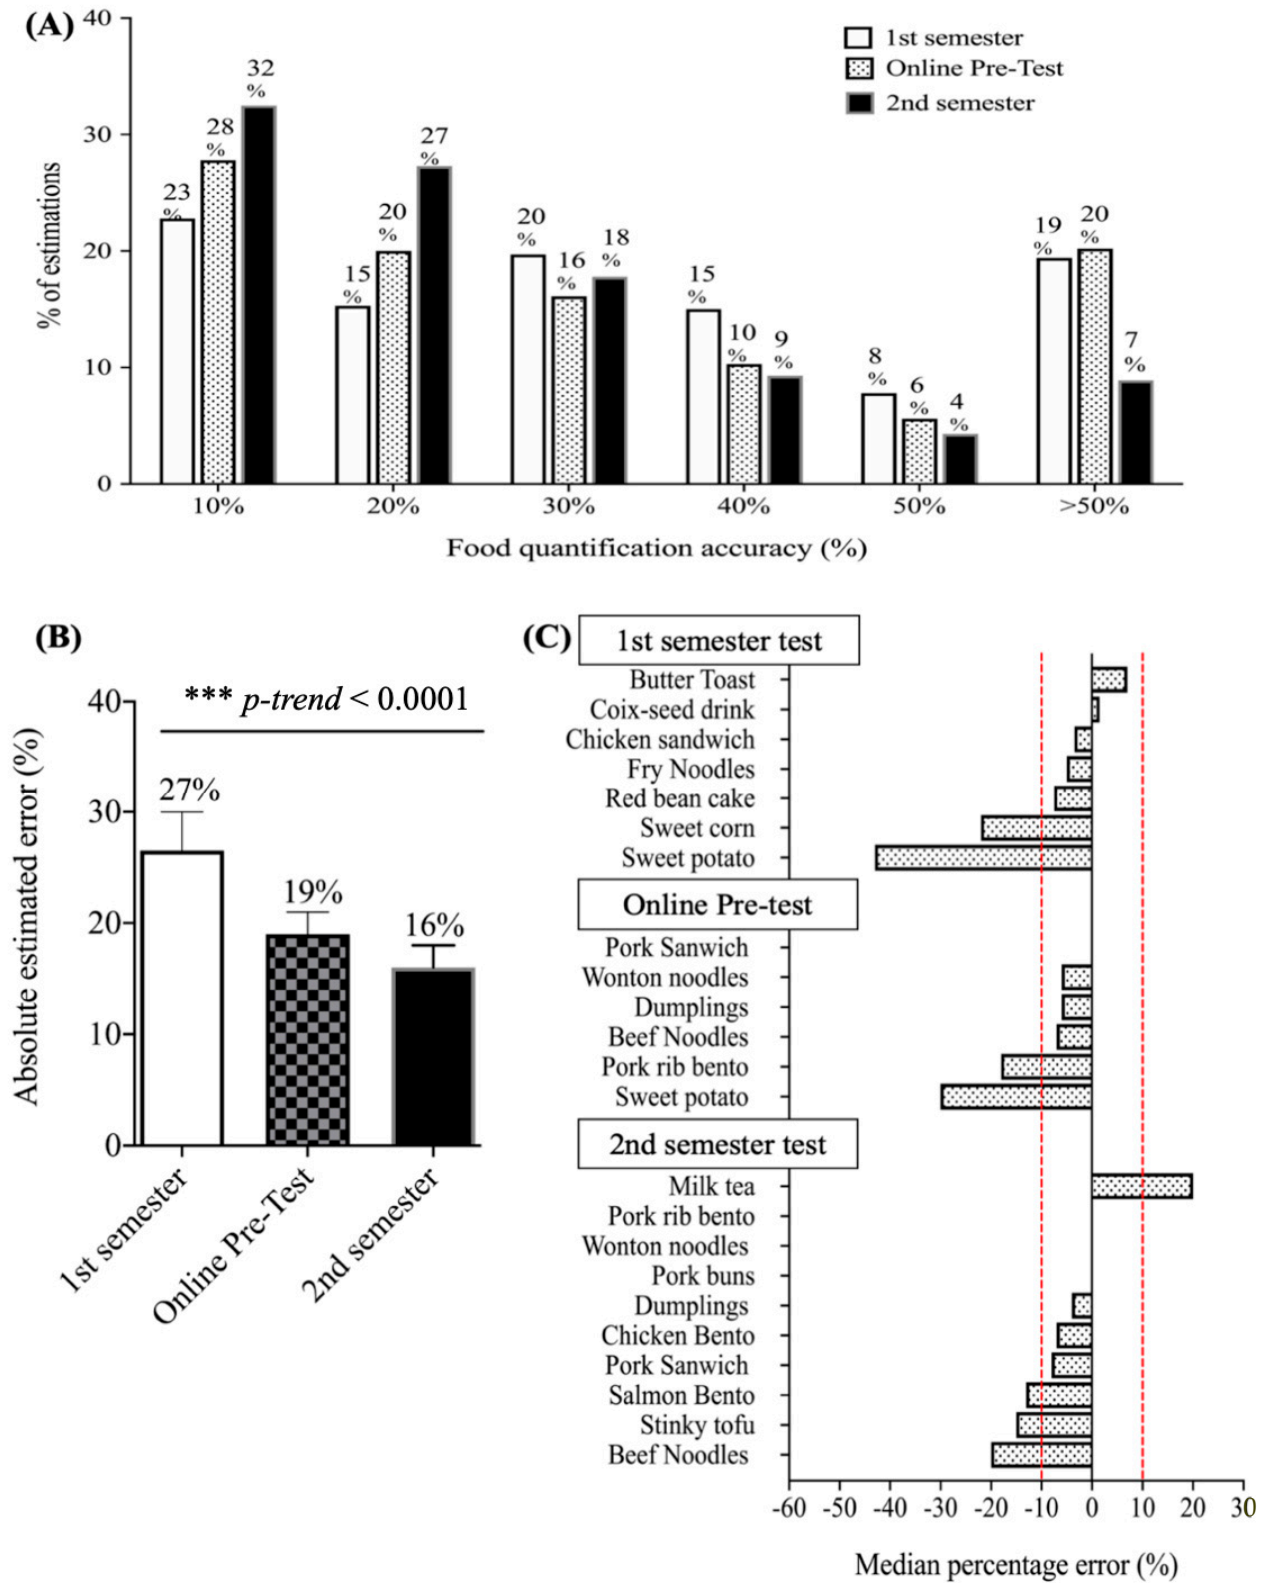 (A)
40
30
20
10
0
% of estimations
1st semester
Online Pre-Test
2nd semester
23
%
28
%
32
%
15
%
20
%
27
%
20
%
16
%
18
%
15
%
10
%
9
%
8
%
6
%
4
%
19
%
20
%
7
%
10% 20% 30% 40% 50% >50%
Food quantification accuracy (%)
(B)
*** p-trend < 0.0001
Absolute estimated error (%)
40
30
20
10
0
27%
19%
16%
1st semester
Online Pre-Test
2nd semester
(C)
1st semester test
Butter Toast
Coix-seed drink
Chicken sandwich
Fry Noodles
Red bean cake
Sweet corn
Sweet potato
Online Pre-test
Pork Sanwich
Wonton noodles
Dumplings
Beef Noodles
Pork rib bento
Sweet potato
2nd semester test
Milk tea
Pork rib bento
Wonton noodles
Pork buns
Dumplings
Chicken Bento
Pork Sanwich
Salmon Bento
Stinky tofu
Beef Noodles
-60 -50 -40 -30 -20 -10 0 10 20 30
Median percentage error (%)